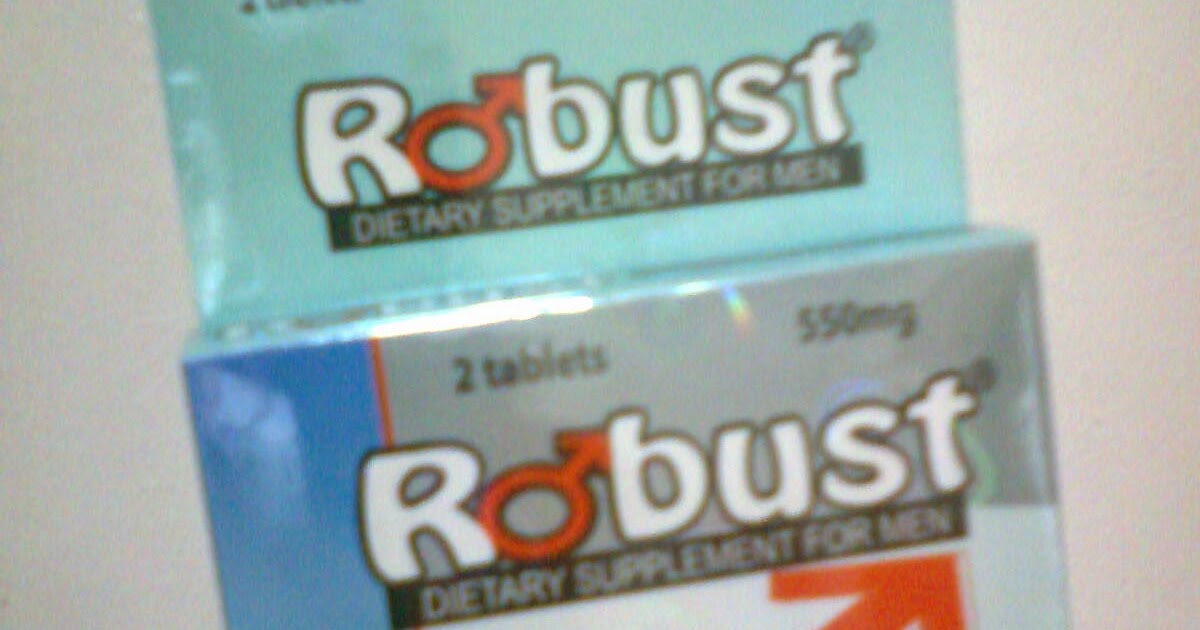 Robust®
DIETARY SUPPLEMENT FOR MEN
2 tablets
550mg
Robust®
DIETARY SUPPLEMENT FOR MEN